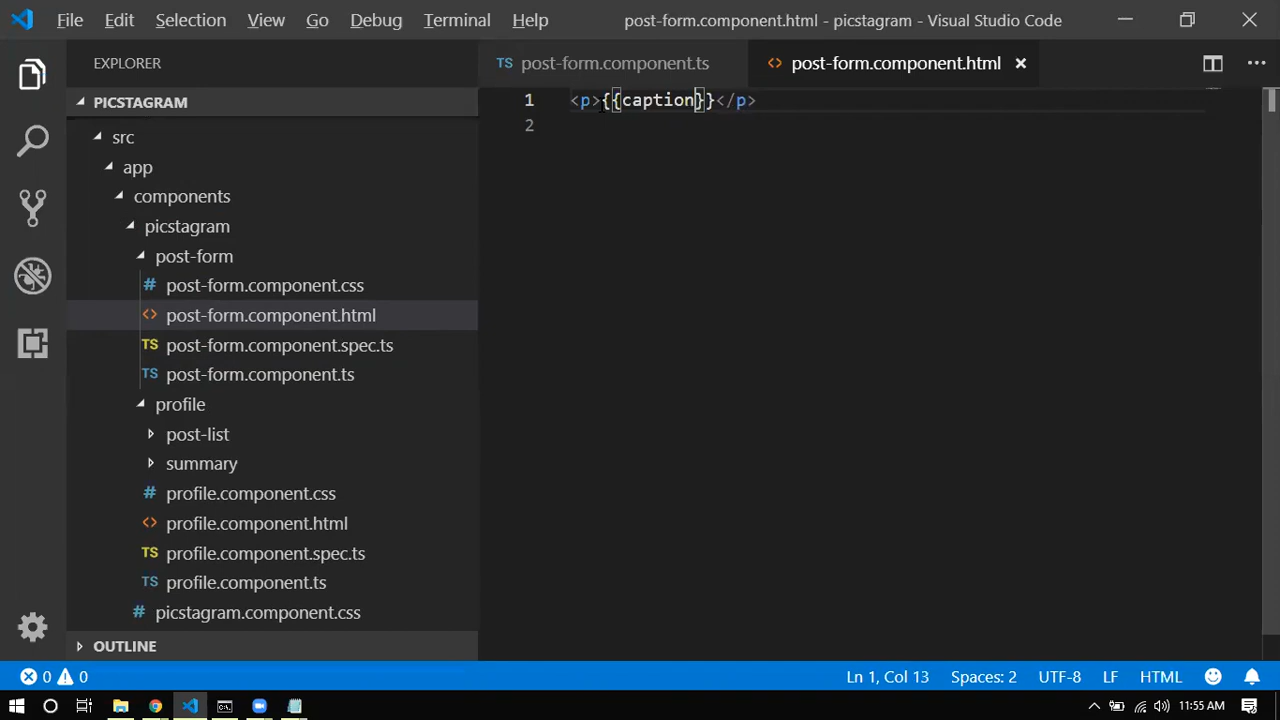 File Edit Selection View Go Debug Terminal Help post-form.component.html - picstagram - Visual Studio Code
EXPLORER
TS post-form.component.ts <> post-form.component.html
PICSTAGRAM
src
app
components
picstagram
post-form
# post-form.component.css
<> post-form.component.html
TS post-form.component.spec.ts
TS post-form.component.ts
profile
post-list
summary
# profile.component.css
<> profile.component.html
TS profile.component.spec.ts
TS profile.component.ts
# picstagram.component.css
OUTLINE
1 <p>{{caption}}</p>
2
0 0 Ln 1, Col 13 Spaces: 2 UTF-8 LF HTML
11:55 AM